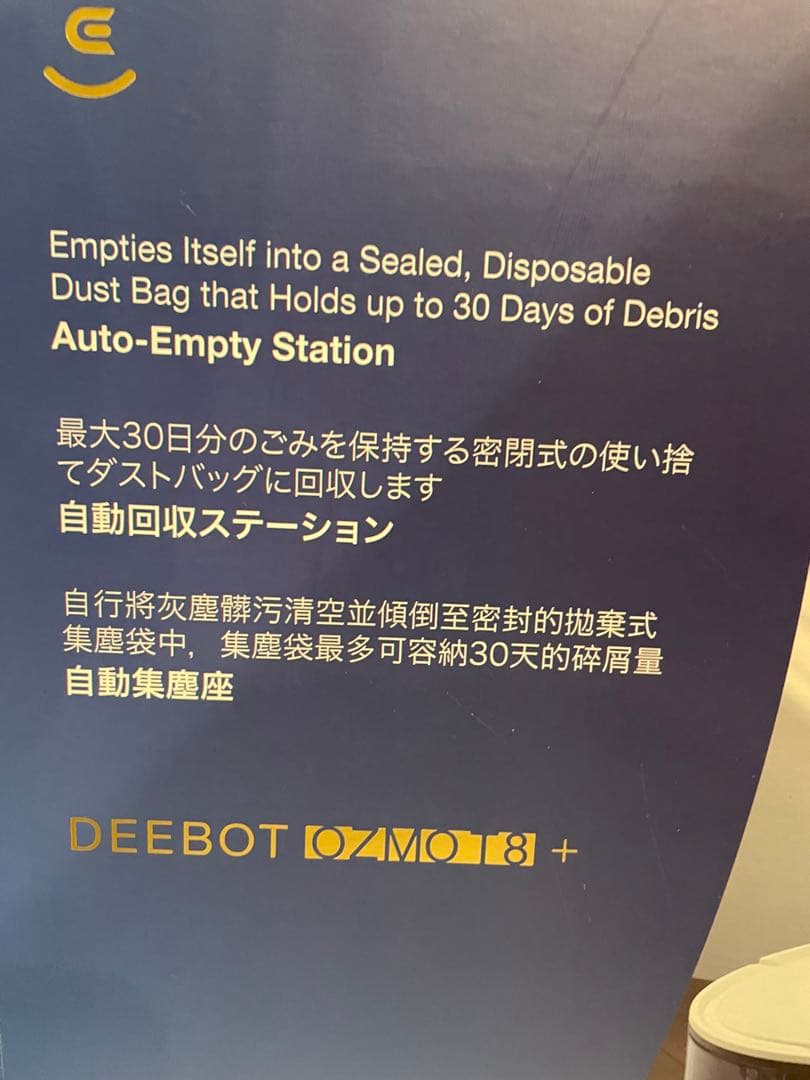 Empties Itself into a Sealed, Disposable
Dust Bag that Holds up to 30 Days of Debris
Auto-Empty Station
最大30日分のごみを保持する密閉式の使い捨
てダストバッグに回収します
自動回収ステーション
自行將灰塵髒污清空並傾倒至密封的拋棄式
集塵袋中，集塵袋最多可容納30天的碎屑量
自動集塵座
DEEBOT OZMO T8 +